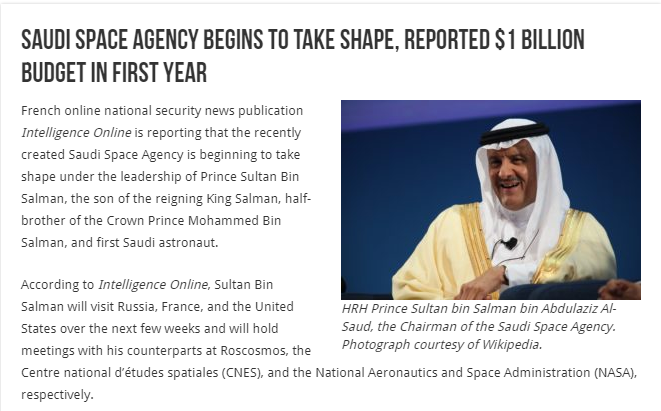 SAUDI SPACE AGENCY BEGINS TO TAKE SHAPE, REPORTED $1 BILLION
BUDGET IN FIRST YEAR
French online national security news publication
Intelligence Online is reporting that the recently
created Saudi Space Agency is beginning to take
shape under the leadership of Prince Sultan Bin
Salman, the son of the reigning King Salman, half-
brother of the Crown Prince Mohammed Bin
Salman, and first Saudi astronaut.
According to Intelligence Online, Sultan Bin
Salman will visit Russia, France, and the United
States over the next few weeks and will hold
meetings with his counterparts at Roscosmos, the
Centre national d'études spatiales (CNES), and the National Aeronautics and Space Administration (NASA),
respectively.
HRH Prince Sultan bin Salman bin Abdulaziz Al-
Saud, the Chairman of the Saudi Space Agency.
Photograph courtesy of Wikipedia.